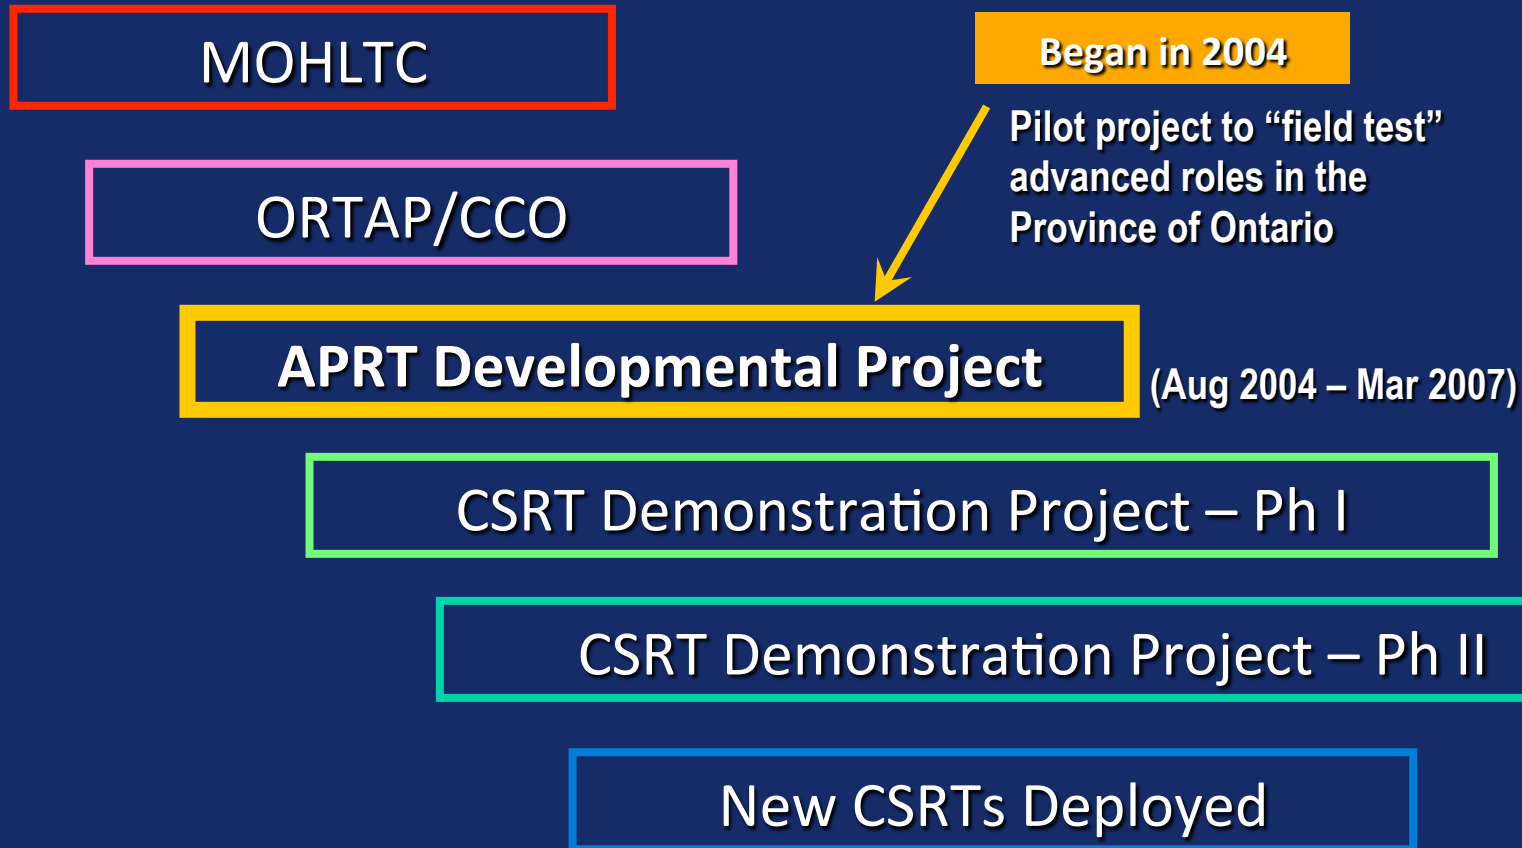 MOHLTC
Began in 2004
Pilot project to “field test”
advanced roles in the
Province of Ontario
ORTAP/CCO
APRT Developmental Project
(Aug 2004 – Mar 2007)
CSRT Demonstration Project – Ph I
CSRT Demonstration Project – Ph II
New CSRTs Deployed